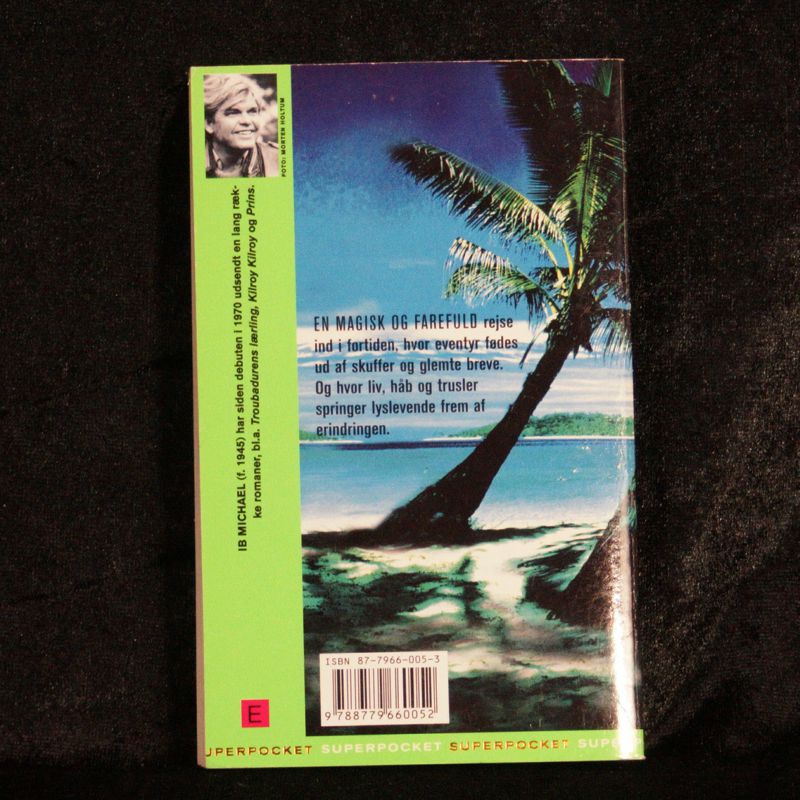 FOTO: MORTEN HOLTUM
IB MICHAEL (f. 1945) har siden debuten i 1970 udsendt en lang ræk-
ke romaner, bl.a. Troubadurens lærling, Kilroy Kilroy og Prins.
EN MAGISK OG FAREFULD rejse
ind i fortiden, hvor eventyr fødes
ud af skuffer og glemte breve.
Og hvor liv, håb og trusler
springer lyslevende frem af
erindringen.
ISBN 87-7966-005-3
9 788779 660052
E
UPERPOCKET SUPERPOCKET SUPERPOCKET SUPERP